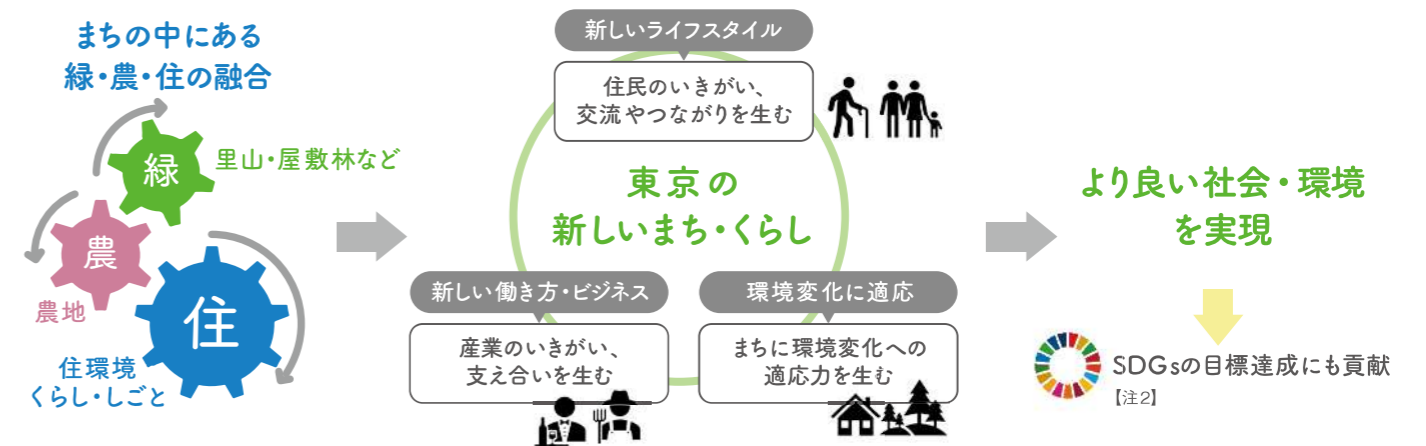 まちの中にある
緑・農・住の融合
緑
里山・屋敷林など
農
農地
住
住環境
くらし・しごと
新しいライフスタイル
住民のいきがい、
交流やつながりを生む
東京の
新しいまち・くらし
新しい働き方・ビジネス
産業のいきがい、
支え合いを生む
環境変化に適応
まちに環境変化への
適応力を生む
より良い社会・環境
を実現
SDGsの目標達成にも貢献
【注2】